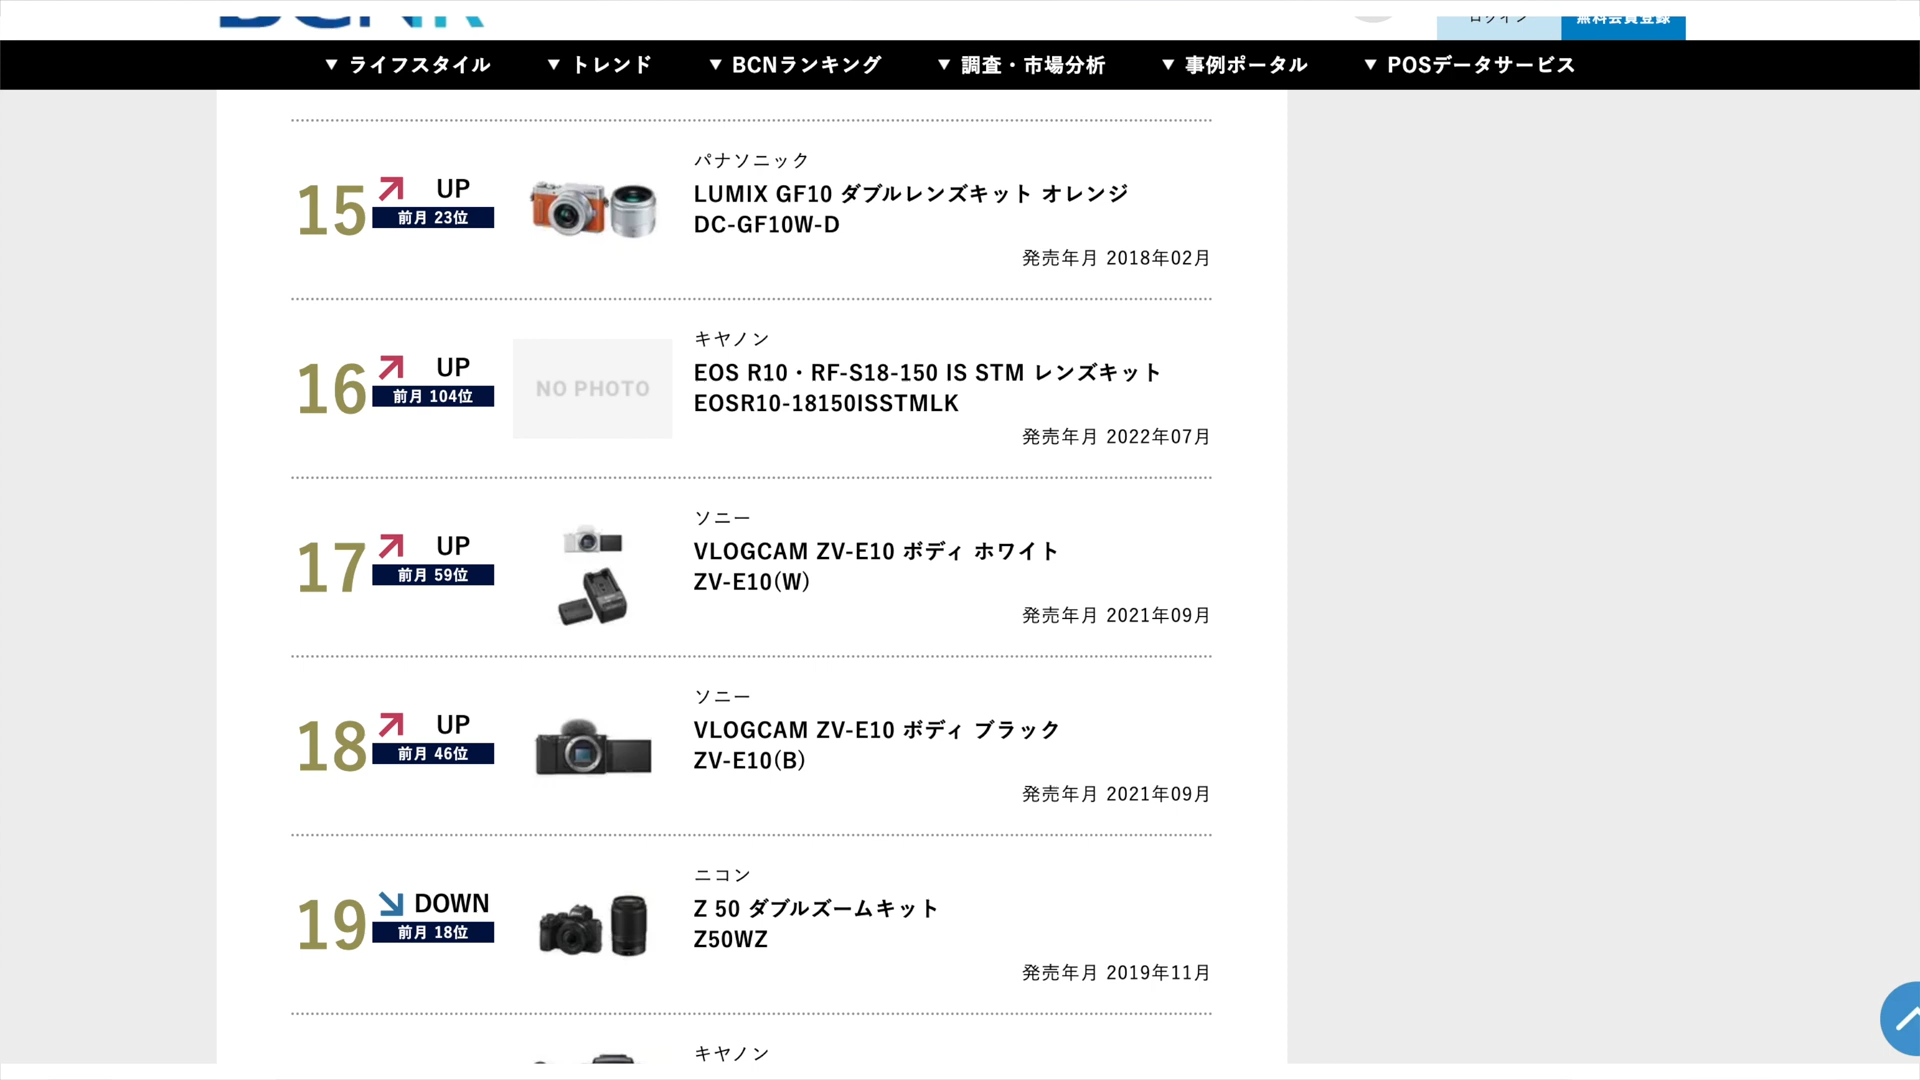 ログイン
無料会員登録
▼ ライフスタイル ▼ トレンド ▼ BCNランキング ▼ 調査・市場分析 ▼ 事例ポータル ▼ POSデータサービス
15 UP
前月 23位
パナソニック
LUMIX GF10 ダブルレンズキット オレンジ
DC-GF10W-D
発売年月 2018年02月
16 UP
前月 104位
NO PHOTO
キヤノン
EOS R10・RF-S18-150 IS STM レンズキット
EOSR10-18150ISSTMLK
発売年月 2022年07月
17 UP
前月 59位
ソニー
VLOGCAM ZV-E10 ボディ ホワイト
ZV-E10(W)
発売年月 2021年09月
18 UP
前月 46位
ソニー
VLOGCAM ZV-E10 ボディ ブラック
ZV-E10(B)
発売年月 2021年09月
19 DOWN
前月 18位
ニコン
Z 50 ダブルズームキット
Z50WZ
発売年月 2019年11月
キヤノン